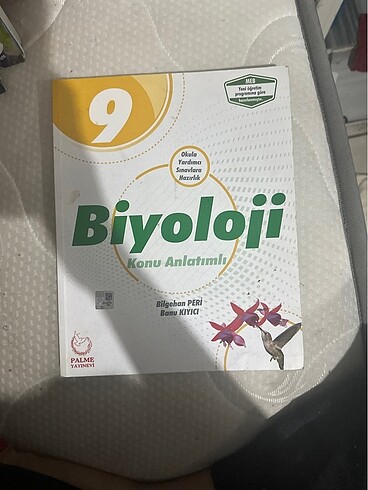 9
MEB
Yeni öğretim
programına göre
hazırlanmıştır.
Okula
Yardımcı
Sınavlara
Hazırlık
Biyoloji
Konu Anlatımlı
Bilgehan PERİ
Banu KIYICI
PALME
YAYINEVİ